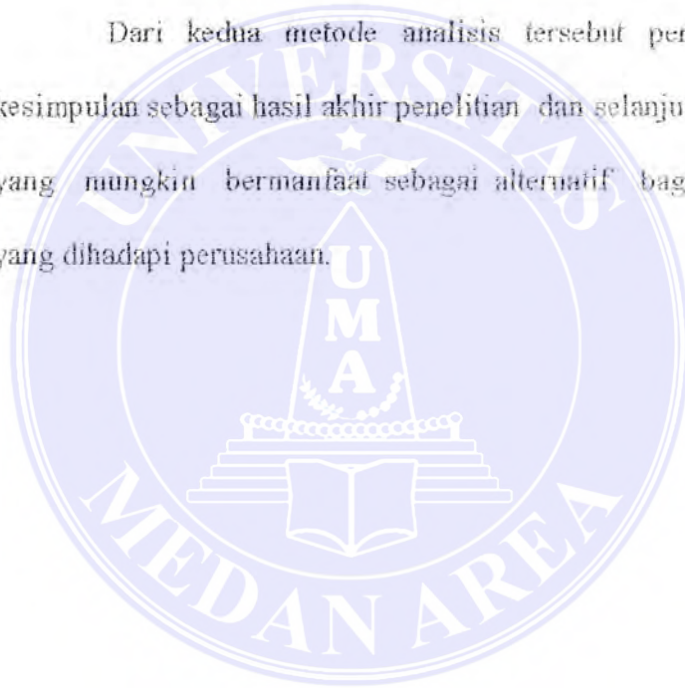 Dari kedua metode analisis tersebut per
kesimpulan sebagai hasil akhir penelitian dan selanju
yang mungkin bermanfaat sebagai alternatif bag
yang dihadapi perusahaan.
UNIVERSITAS
UMA
MEDAN AREA